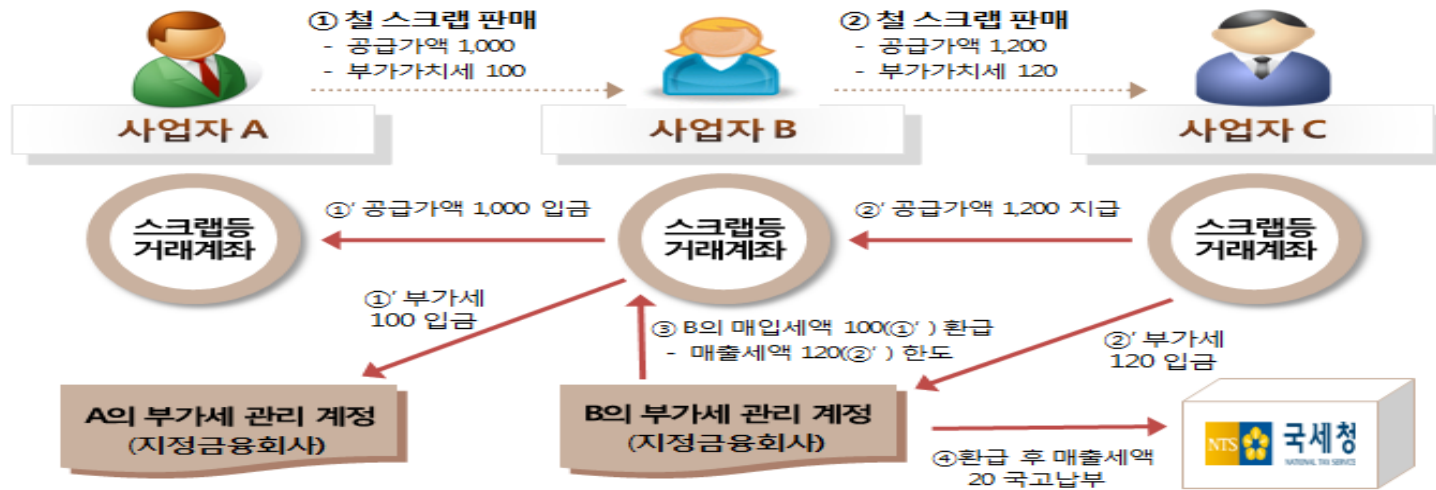 ① 철 스크랩 판매
- 공급가액 1,000
- 부가가치세 100
② 철 스크랩 판매
- 공급가액 1,200
- 부가가치세 120
사업자 A
사업자 B
사업자 C
스크랩등
거래계좌
①′ 공급가액 1,000 입금
스크랩등
거래계좌
②′ 공급가액 1,200 지급
스크랩등
거래계좌
①′ 부가세
100 입금
③ B의 매입세액 100(①′) 환급
- 매출세액 120(②′) 한도
②′ 부가세
120 입금
A의 부가세 관리 계정
(지정금융회사)
B의 부가세 관리 계정
(지정금융회사)
④환급 후 매출세액
20 국고납부
NTS 국세청
NATIONAL TAX SERVICE